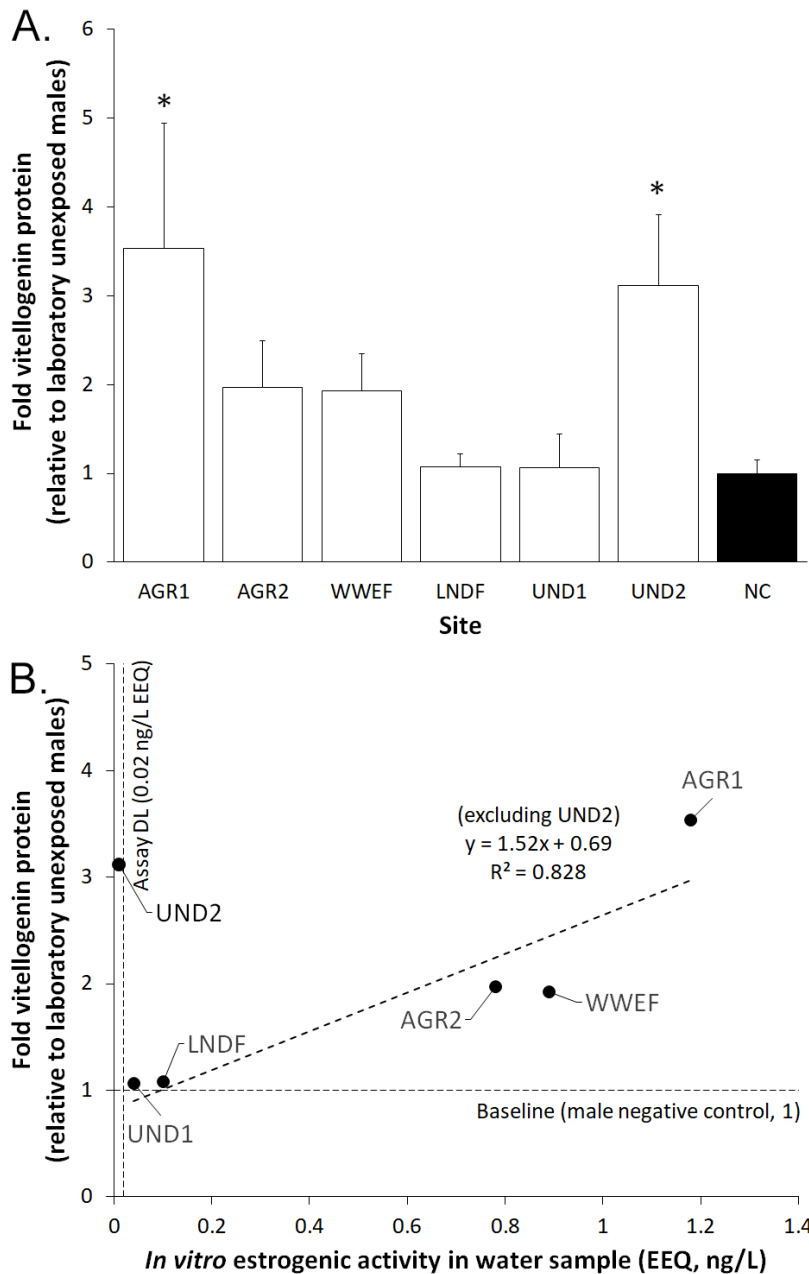 A.
Fold vitellogenin protein
(relative to laboratory unexposed males)
6
5
4
3
2
1
0
*
*
AGR1 AGR2 WWEF LNDF UND1 UND2 NC
Site
B.
Fold vitellogenin protein
(relative to laboratory unexposed males)
5
4
3
2
1
0
Assay DL (0.02 ng/L EEQ)
AGR1
(excluding UND2)
y = 1.52x + 0.69
R² = 0.828
UND2
AGR2
WWEF
LNDF
UND1
Baseline (male negative control, 1)
0 0.2 0.4 0.6 0.8 1 1.2 1.4
In vitro estrogenic activity in water sample (EEQ, ng/L)